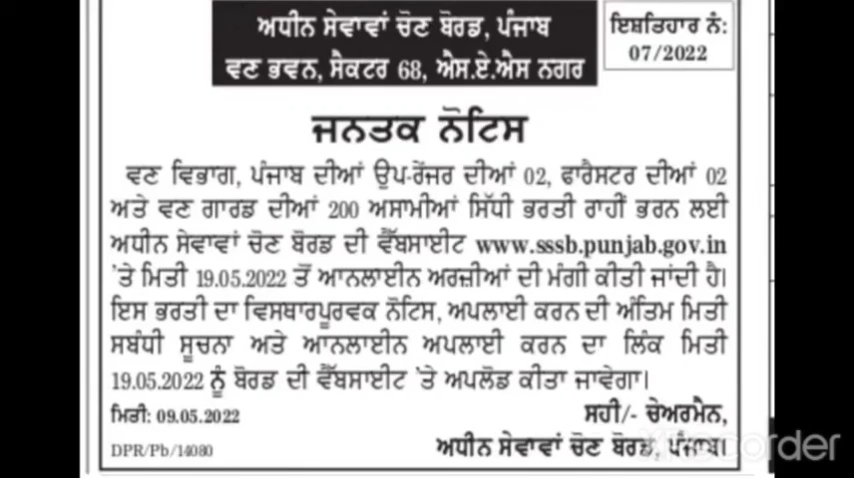 ਅਧੀਨ ਸੇਵਾਵਾਂ ਚੋਣ ਬੋਰਡ, ਪੰਜਾਬ
ਵਣ ਭਵਨ, ਸੈਕਟਰ 68, ਐਸ.ਏ.ਐਸ ਨਗਰ
ਇਸ਼ਤਿਹਾਰ ਨੰ:
07/2022
ਜਨਤਕ ਨੋਟਿਸ
ਵਣ ਵਿਭਾਗ, ਪੰਜਾਬ ਦੀਆਂ ਉਪ-ਰੇਂਜਰ ਦੀਆਂ 02, ਫਾਰੈਸਟਰ ਦੀਆਂ 02
ਅਤੇ ਵਣ ਗਾਰਡ ਦੀਆਂ 200 ਅਸਾਮੀਆਂ ਸਿੱਧੀ ਭਰਤੀ ਰਾਹੀਂ ਭਰਨ ਲਈ
ਅਧੀਨ ਸੇਵਾਵਾਂ ਚੋਣ ਬੋਰਡ ਦੀ ਵੈੱਬਸਾਈਟ www.sssb.punjab.gov.in
'ਤੇ ਮਿਤੀ 19.05.2022 ਤੋਂ ਆਨਲਾਈਨ ਅਰਜ਼ੀਆਂ ਦੀ ਮੰਗੀ ਕੀਤੀ ਜਾਂਦੀ ਹੈ।
ਇਸ ਭਰਤੀ ਦਾ ਵਿਸਥਾਰਪੂਰਵਕ ਨੋਟਿਸ, ਅਪਲਾਈ ਕਰਨ ਦੀ ਅੰਤਿਮ ਮਿਤੀ
ਸਬੰਧੀ ਸੂਚਨਾ ਅਤੇ ਆਨਲਾਈਨ ਅਪਲਾਈ ਕਰਨ ਦਾ ਲਿੰਕ ਮਿਤੀ
19.05.2022 ਨੂੰ ਬੋਰਡ ਦੀ ਵੈੱਬਸਾਈਟ 'ਤੇ ਅਪਲੋਡ ਕੀਤਾ ਜਾਵੇਗਾ।
ਮਿਤੀ: 09.05.2022
ਸਹੀ/- ਚੇਅਰਮੈਨ,
DPR/Pb/14080
ਅਧੀਨ ਸੇਵਾਵਾਂ ਚੋਣ ਬੋਰਡ, ਪੰਜਾਬ।
XRecorder